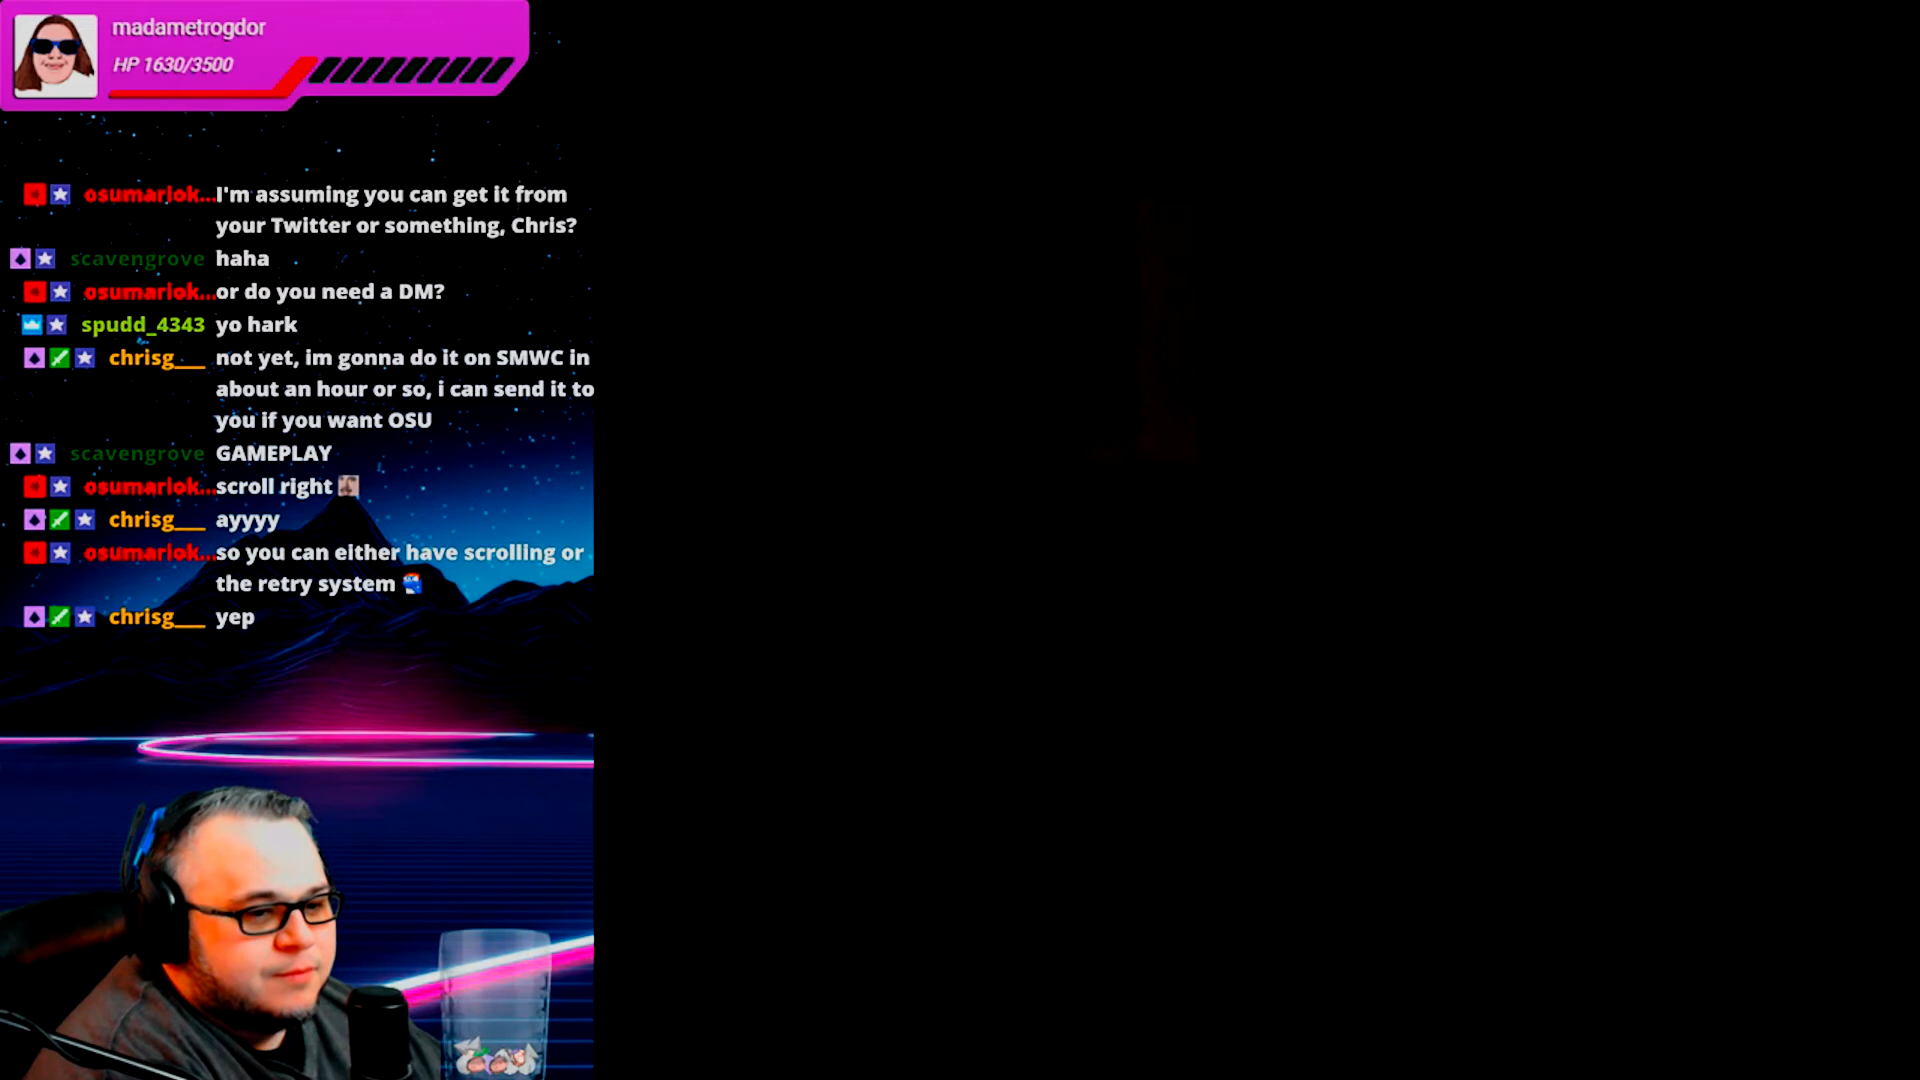 madametrogdor
HP 1630/3500
osumariok...I'm assuming you can get it from
your Twitter or something, Chris?
scavengrove haha
osumariok...or do you need a DM?
spudd_4343 yo hark
chrisg___ not yet, im gonna do it on SMWC in
about an hour or so, i can send it to
you if you want OSU
scavengrove GAMEPLAY
osumariok...scroll right
chrisg___ ayyyy
osumariok...so you can either have scrolling or
the retry system
chrisg___ yep